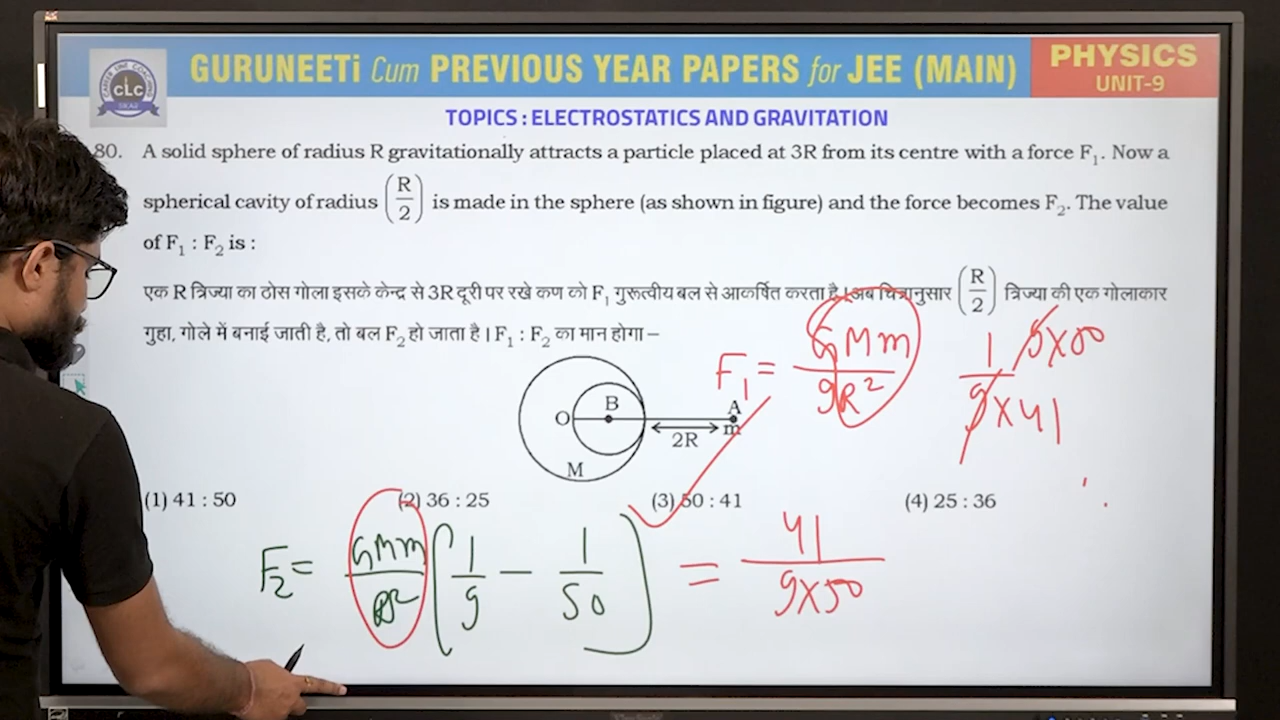 CAREER LINE COACHING
CLC
SIKAR
GURUNEETi Cum PREVIOUS YEAR PAPERS for JEE (MAIN)
PHYSICS
UNIT-9
TOPICS : ELECTROSTATICS AND GRAVITATION
80. A solid sphere of radius R gravitationally attracts a particle placed at 3R from its centre with a force F₁. Now a
spherical cavity of radius (R/2) is made in the sphere (as shown in figure) and the force becomes F₂. The value
of F₁ : F₂ is :
एक R त्रिज्या का ठोस गोला इसके केन्द्र से 3R दूरी पर रखे कण को F₁ गुरूत्वीय बल से आकर्षित करता है। अब चित्रानुसार (R/2) त्रिज्या की एक गोलाकार
गुहा, गोले में बनाई जाती है, तो बल F₂ हो जाता है। F₁ : F₂ का मान होगा –
F₁ = GMm/9R²
1/9 × 9×50/41
O B A
m
2R
M
(1) 41 : 50 (2) 36 : 25 (3) 50 : 41 (4) 25 : 36
F₂ = GMm/R² [1/9 – 1/50] = 41/9×50